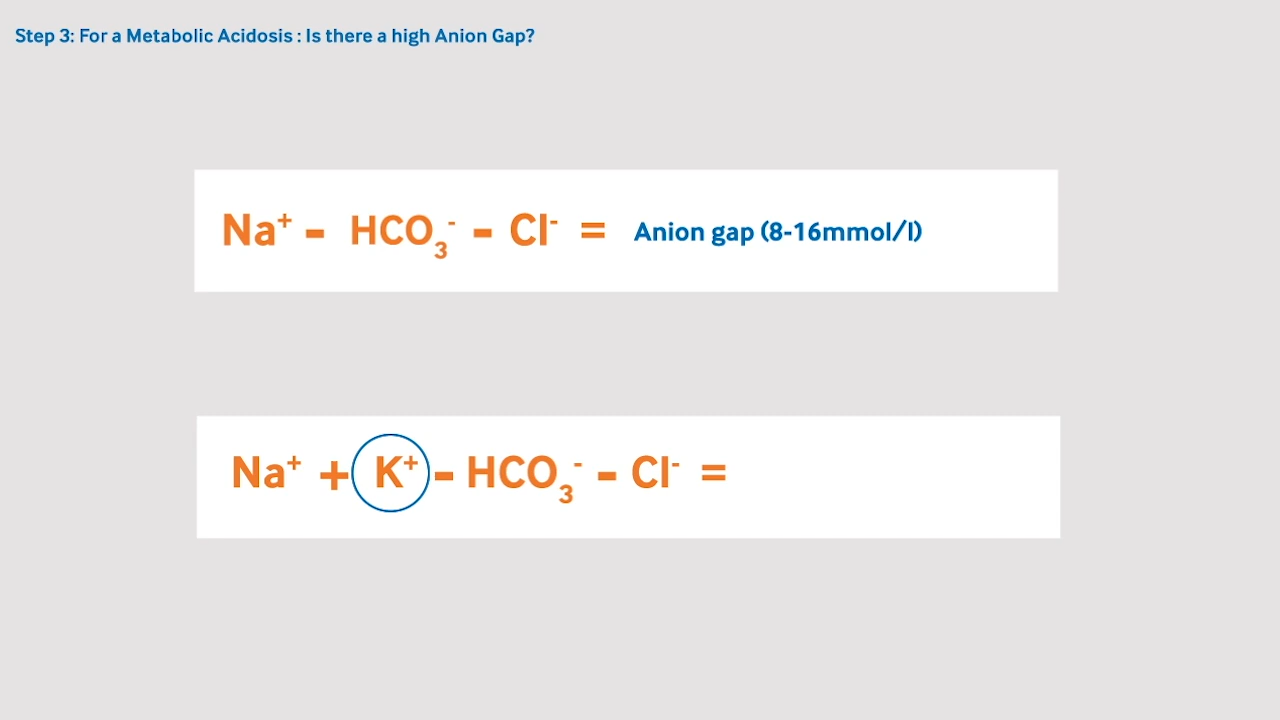 Step 3: For a Metabolic Acidosis : Is there a high Anion Gap?
Na⁺ - HCO₃⁻ - Cl⁻ = Anion gap (8-16mmol/l)
Na⁺ + K⁺ - HCO₃⁻ - Cl⁻ =